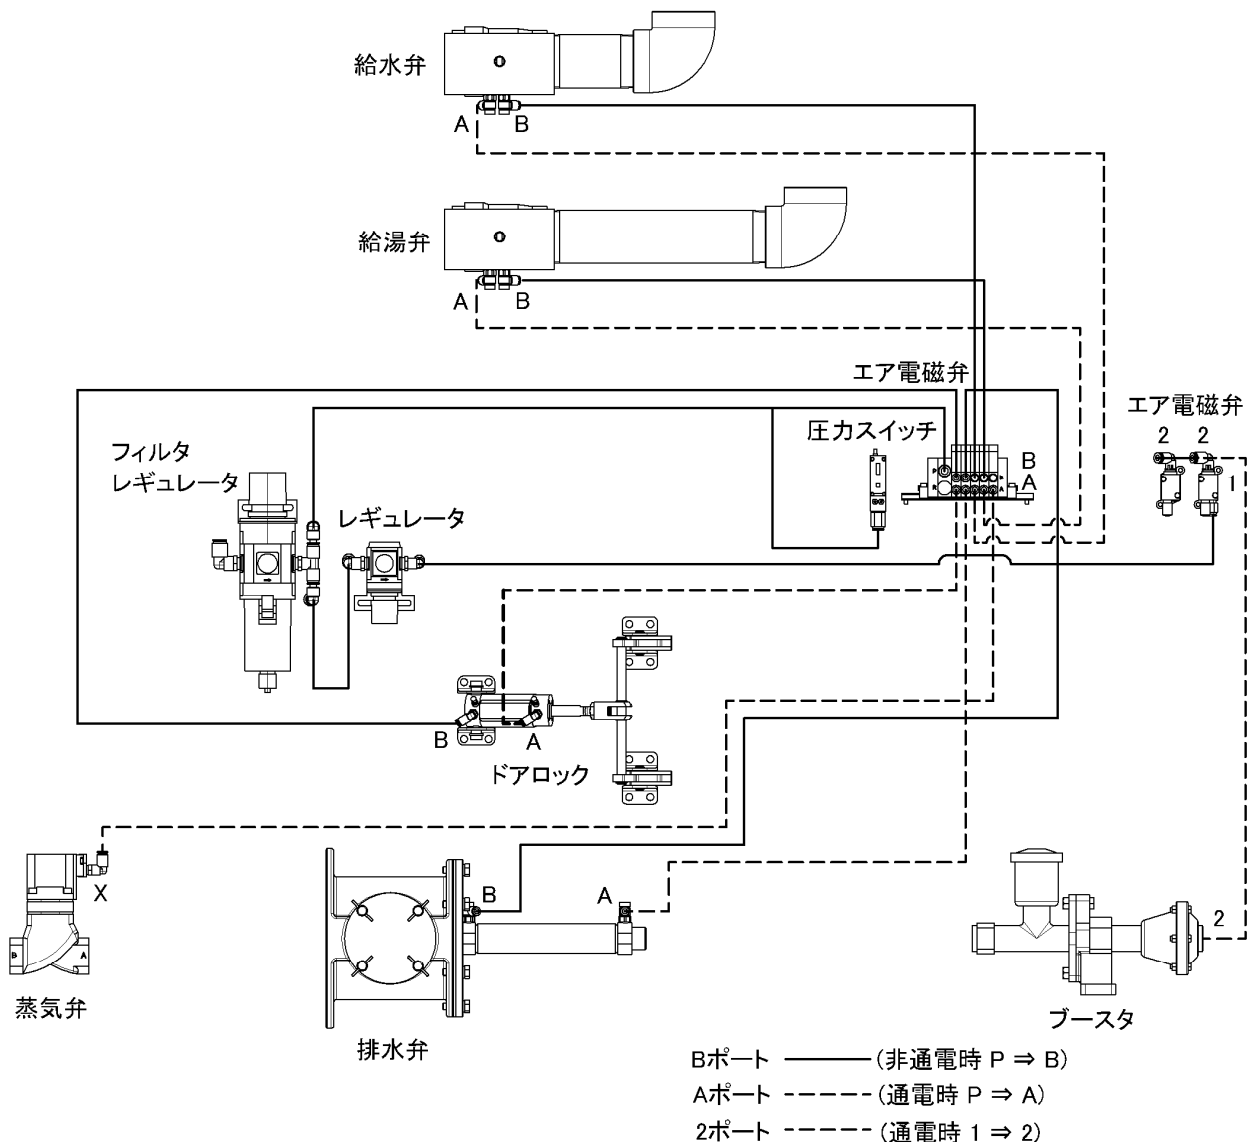 給水弁
A
B
給湯弁
A
B
エア電磁弁
エア電磁弁
2
2
1
圧力スイッチ
P
R
B
A
フィルタ
レギュレータ
レギュレータ
B
A
ドアロック
X
B
A
蒸気弁
B
A
排水弁
2
ブースタ
Bポート (非通電時 P ⇒ B)
Aポート (通電時 P ⇒ A)
2ポート (通電時 1 ⇒ 2)